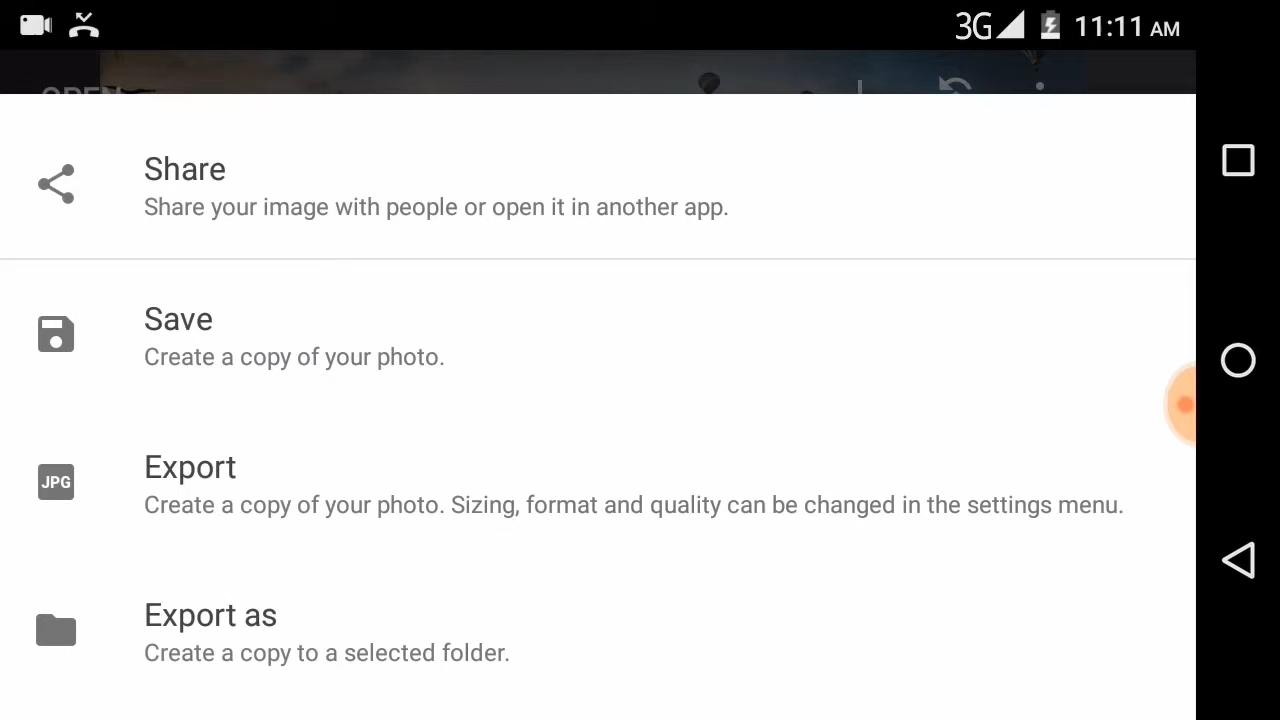 3G 11:11 AM
OPEN
Share
Share your image with people or open it in another app.
Save
Create a copy of your photo.
JPG
Export
Create a copy of your photo. Sizing, format and quality can be changed in the settings menu.
Export as
Create a copy to a selected folder.